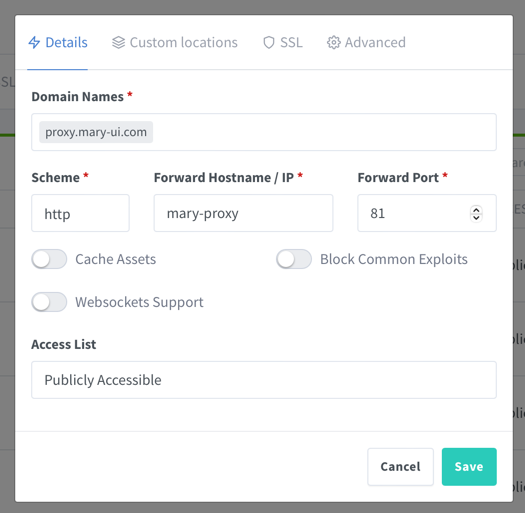 Details Custom locations SSL Advanced
Domain Names *
proxy.mary-ui.com
Scheme * Forward Hostname / IP * Forward Port *
http mary-proxy 81
Cache Assets Block Common Exploits
Websockets Support
Access List
Publicly Accessible
Cancel Save